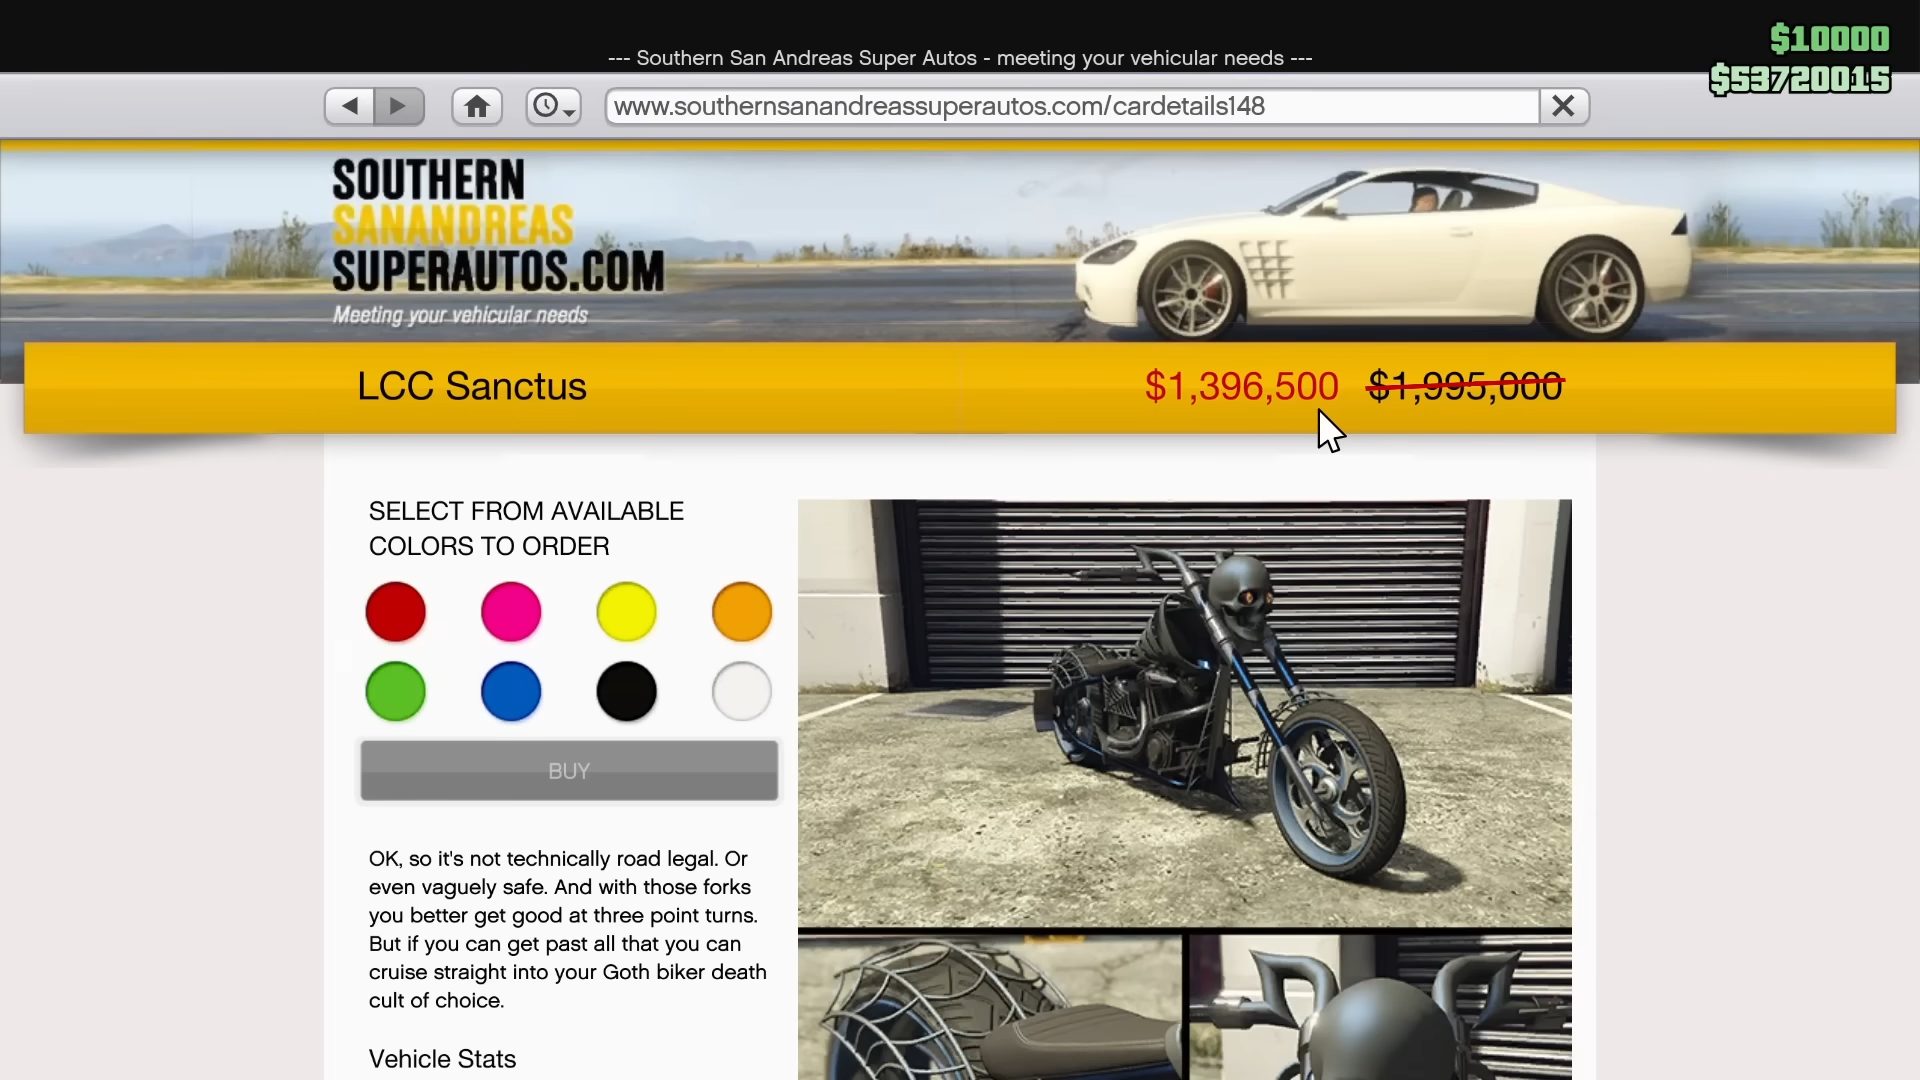 --- Southern San Andreas Super Autos - meeting your vehicular needs ---
$10000
$53720015
www.southernsanandreassuperautos.com/cardetails148
SOUTHERN
SANANDREAS
SUPERAUTOS.COM
Meeting your vehicular needs
LCC Sanctus
$1,396,500 $1,995,000
SELECT FROM AVAILABLE
COLORS TO ORDER
BUY
OK, so it's not technically road legal. Or
even vaguely safe. And with those forks
you better get good at three point turns.
But if you can get past all that you can
cruise straight into your Goth biker death
cult of choice.
Vehicle Stats